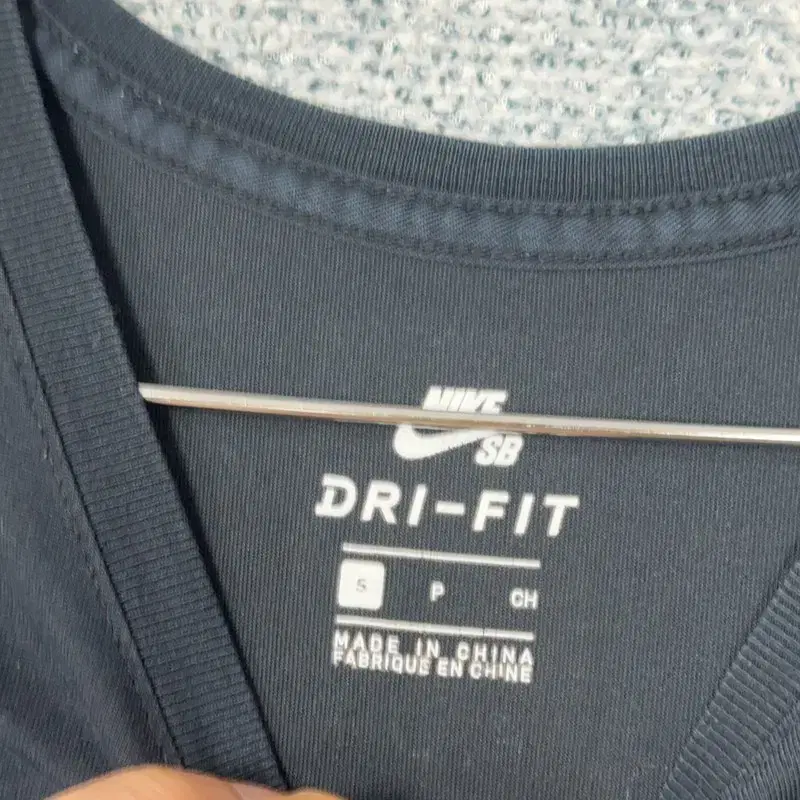 NIKE
SB
DRI-FIT
S P CH
MADE IN CHINA
FABRIQUE EN CHINE